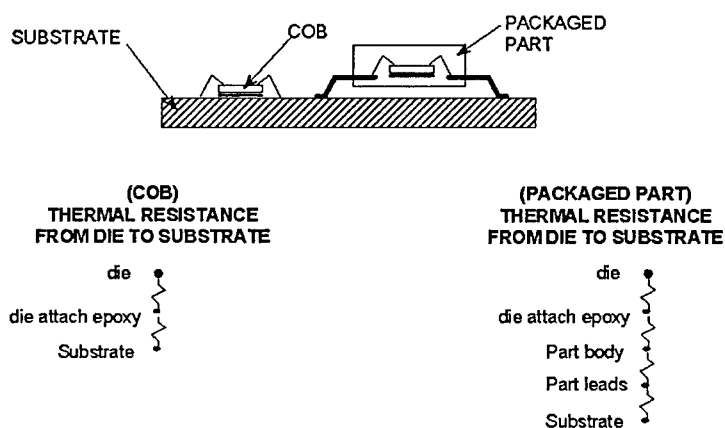 SUBSTRATE
COB
PACKAGED
PART
(COB)
THERMAL RESISTANCE
FROM DIE TO SUBSTRATE
die
die attach epoxy
Substrate
(PACKAGED PART)
THERMAL RESISTANCE
FROM DIE TO SUBSTRATE
die
die attach epoxy
Part body
Part leads
Substrate